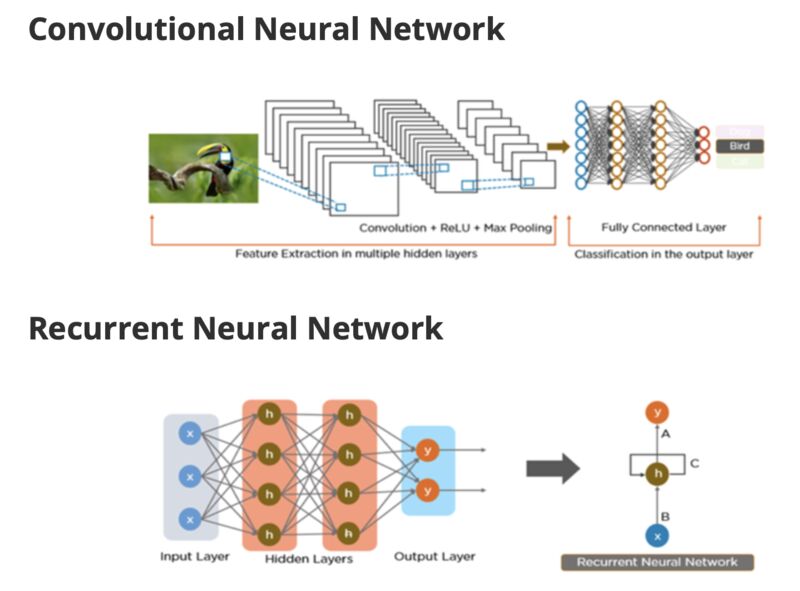 Convolutional Neural Network
Dog
Bird
Cat
Convolution + ReLU + Max Pooling
Fully Connected Layer
Feature Extraction in multiple hidden layers
Classification in the output layer
Recurrent Neural Network
y
A
h h
x
y
C
h h
h
x
y
h h
B
x
x
h h
Input Layer
Hidden Layers
Output Layer
Recurrent Neural Network